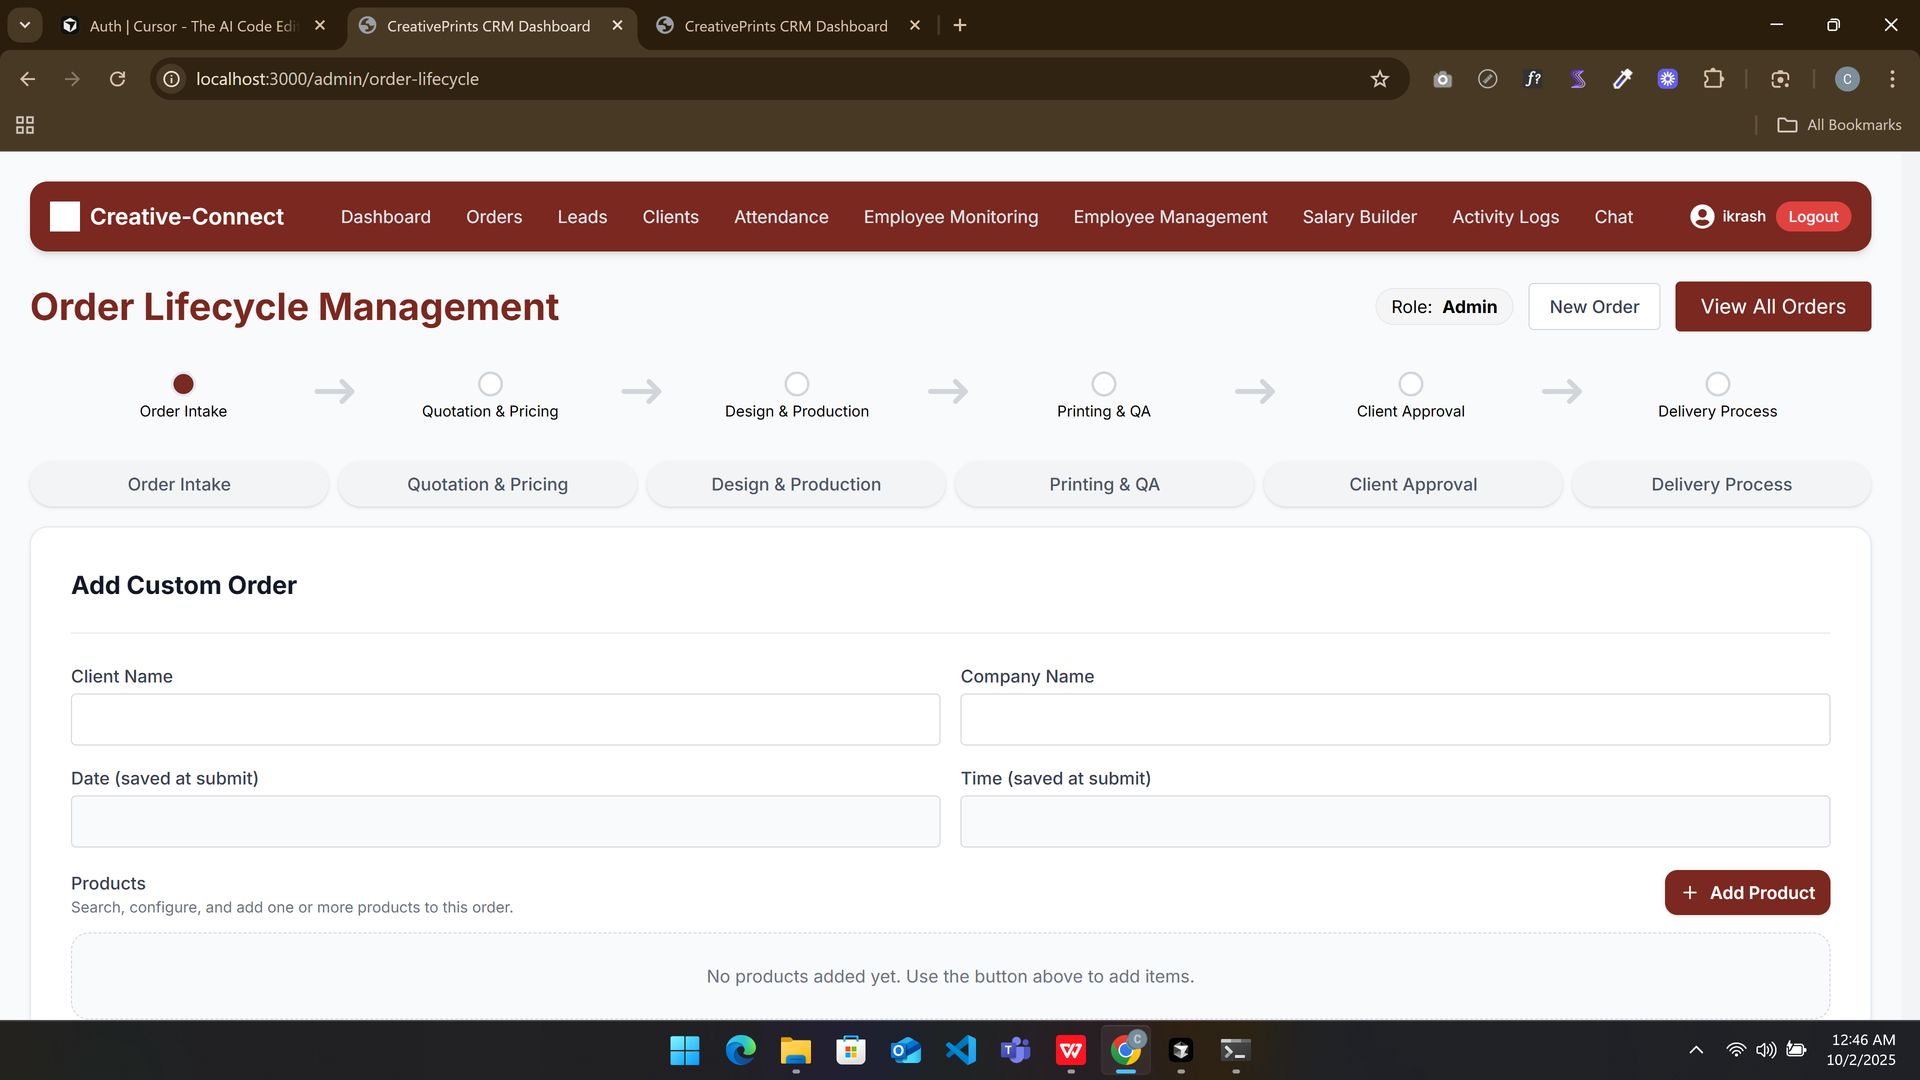 Auth | Cursor - The AI Code Edi
CreativePrints CRM Dashboard
CreativePrints CRM Dashboard
localhost:3000/admin/order-lifecycle
f?
C
All Bookmarks
Creative-Connect
Dashboard
Orders
Leads
Clients
Attendance
Employee Monitoring
Employee Management
Salary Builder
Activity Logs
Chat
ikrash
Logout
Order Lifecycle Management
Role: Admin
New Order
View All Orders
Order Intake
Quotation & Pricing
Design & Production
Printing & QA
Client Approval
Delivery Process
Order Intake
Quotation & Pricing
Design & Production
Printing & QA
Client Approval
Delivery Process
Add Custom Order
Client Name
Company Name
Date (saved at submit)
Time (saved at submit)
Products
Search, configure, and add one or more products to this order.
+ Add Product
No products added yet. Use the button above to add items.
C
12:46 AM
10/2/2025